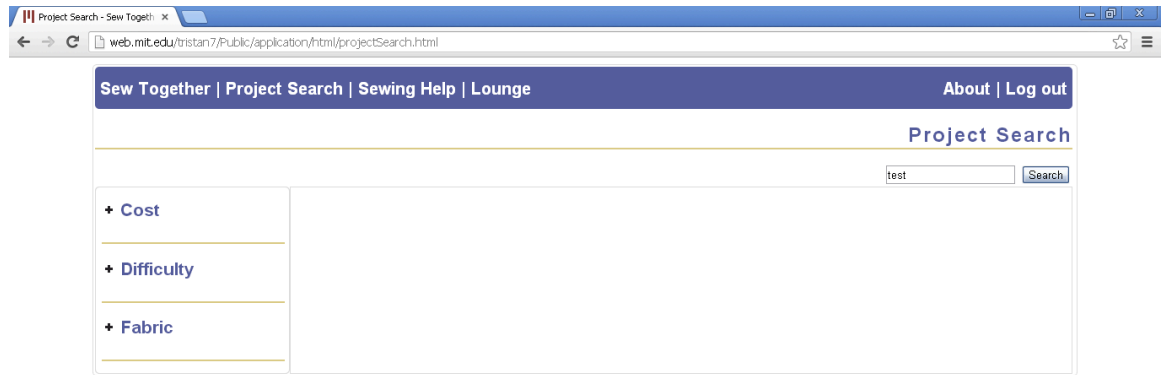 Project Search - Sew Togeth
web.mit.edu/tristan7/Public/application/html/projectSearch.html
Sew Together | Project Search | Sewing Help | Lounge About | Log out
Project Search
test Search
+ Cost
+ Difficulty
+ Fabric